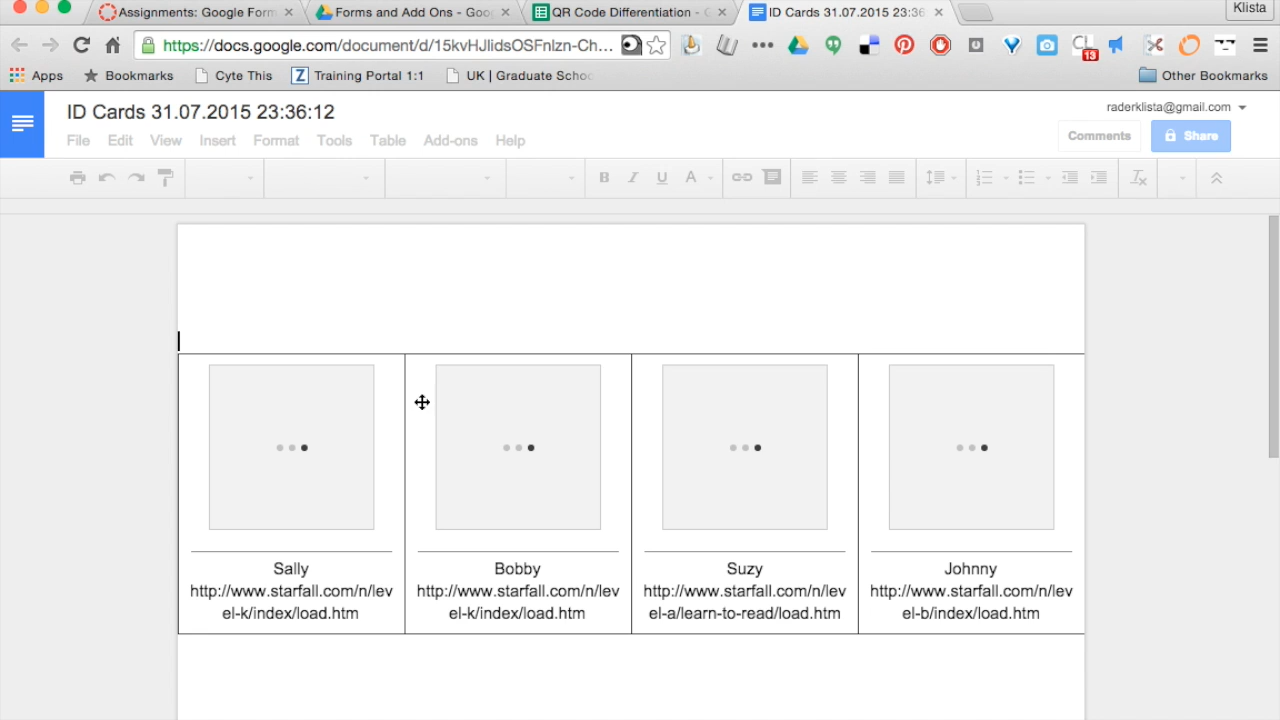 Assignments: Google Form
Forms and Add Ons - Goog
QR Code Differentiation - G
ID Cards 31.07.2015 23:36
Klista
https://docs.google.com/document/d/15kvHJlidsOSFnIzn-Ch...
13
Apps
Bookmarks
Cyte This
Z Training Portal 1:1
UK | Graduate Schoo
Other Bookmarks
ID Cards 31.07.2015 23:36:12
raderklista@gmail.com
File Edit View Insert Format Tools Table Add-ons Help
Comments
Share
B I U A
Sally
http://www.starfall.com/n/lev
el-k/index/load.htm
Bobby
http://www.starfall.com/n/lev
el-k/index/load.htm
Suzy
http://www.starfall.com/n/lev
el-a/learn-to-read/load.htm
Johnny
http://www.starfall.com/n/lev
el-b/index/load.htm